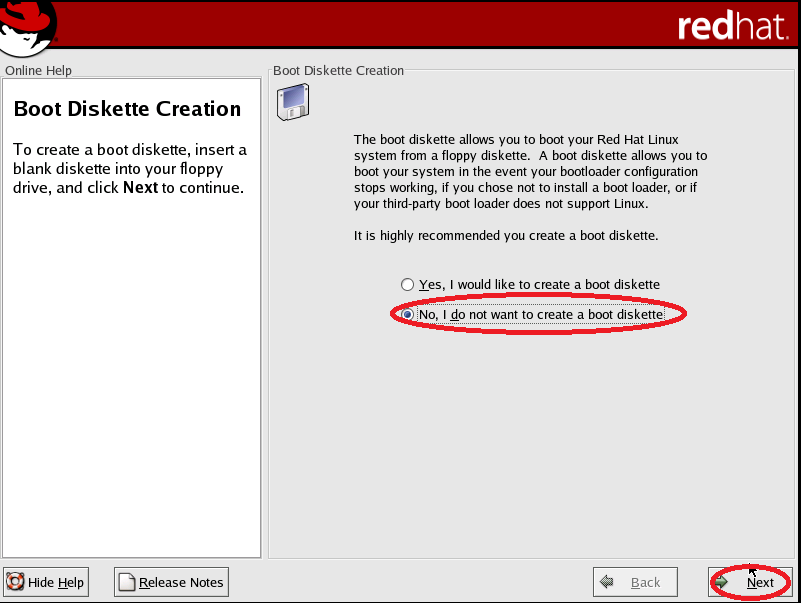 redhat.
Online Help
Boot Diskette Creation
To create a boot diskette, insert a
blank diskette into your floppy
drive, and click Next to continue.
Boot Diskette Creation
The boot diskette allows you to boot your Red Hat Linux
system from a floppy diskette.  A boot diskette allows you to
boot your system in the event your bootloader configuration
stops working, if you chose not to install a boot loader, or if
your third-party boot loader does not support Linux.
It is highly recommended you create a boot diskette.
Yes, I would like to create a boot diskette
No, I do not want to create a boot diskette
Hide Help
Release Notes
Back
Next